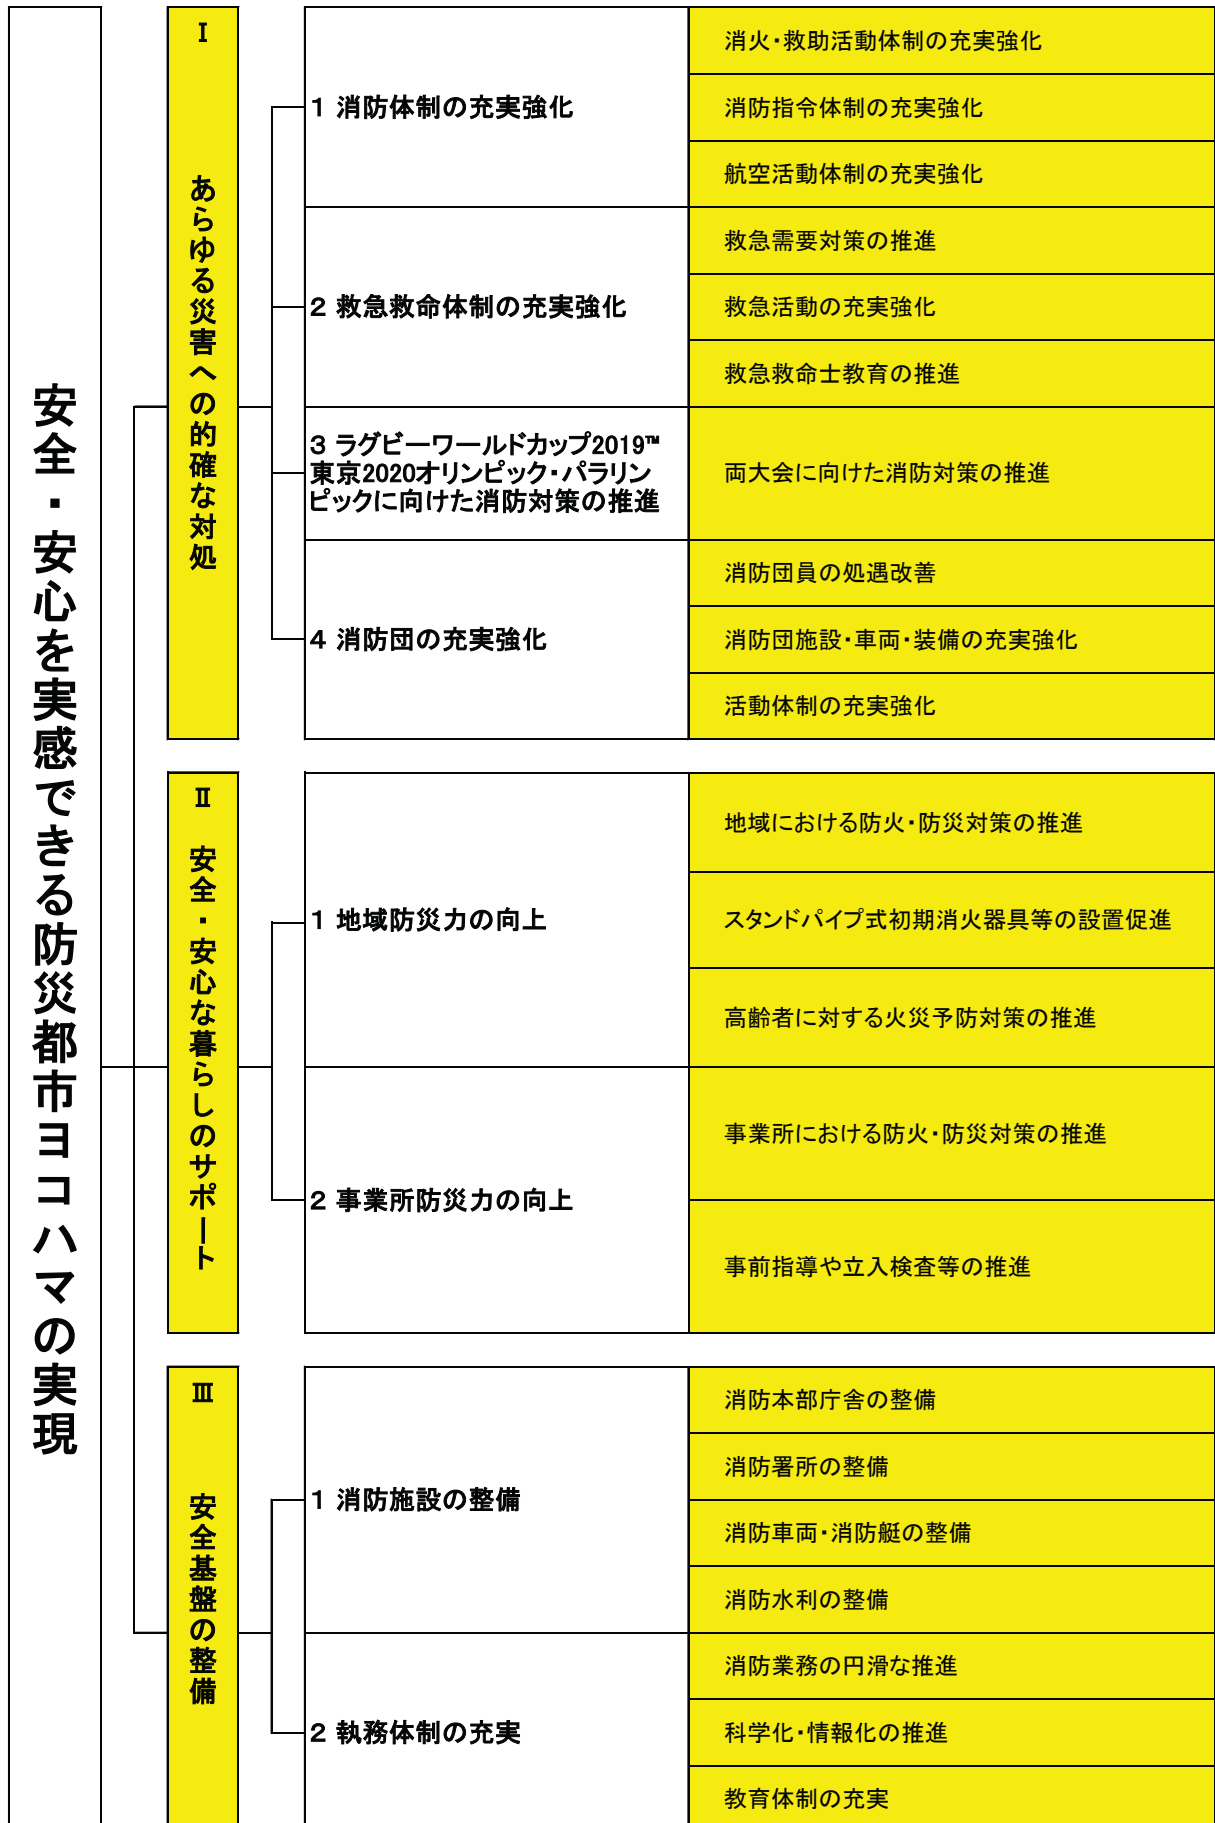 安全・安心を実感できる防災都市ヨコハマの実現
Ⅰ
あらゆる災害への的確な対処
1 消防体制の充実強化
消火・救助活動体制の充実強化
消防指令体制の充実強化
航空活動体制の充実強化
2 救急救命体制の充実強化
救急需要対策の推進
救急活動の充実強化
救急救命士教育の推進
3 ラグビーワールドカップ2019™
東京2020オリンピック・パラリン
ピックに向けた消防対策の推進
両大会に向けた消防対策の推進
4 消防団の充実強化
消防団員の処遇改善
消防団施設・車両・装備の充実強化
活動体制の充実強化
Ⅱ
安全・安心な暮らしのサポート
1 地域防災力の向上
地域における防火・防災対策の推進
スタンドパイプ式初期消火器具等の設置促進
高齢者に対する火災予防対策の推進
2 事業所防災力の向上
事業所における防火・防災対策の推進
事前指導や立入検査等の推進
Ⅲ
安全基盤の整備
1 消防施設の整備
消防本部庁舎の整備
消防署所の整備
消防車両・消防艇の整備
消防水利の整備
2 執務体制の充実
消防業務の円滑な推進
科学化・情報化の推進
教育体制の充実